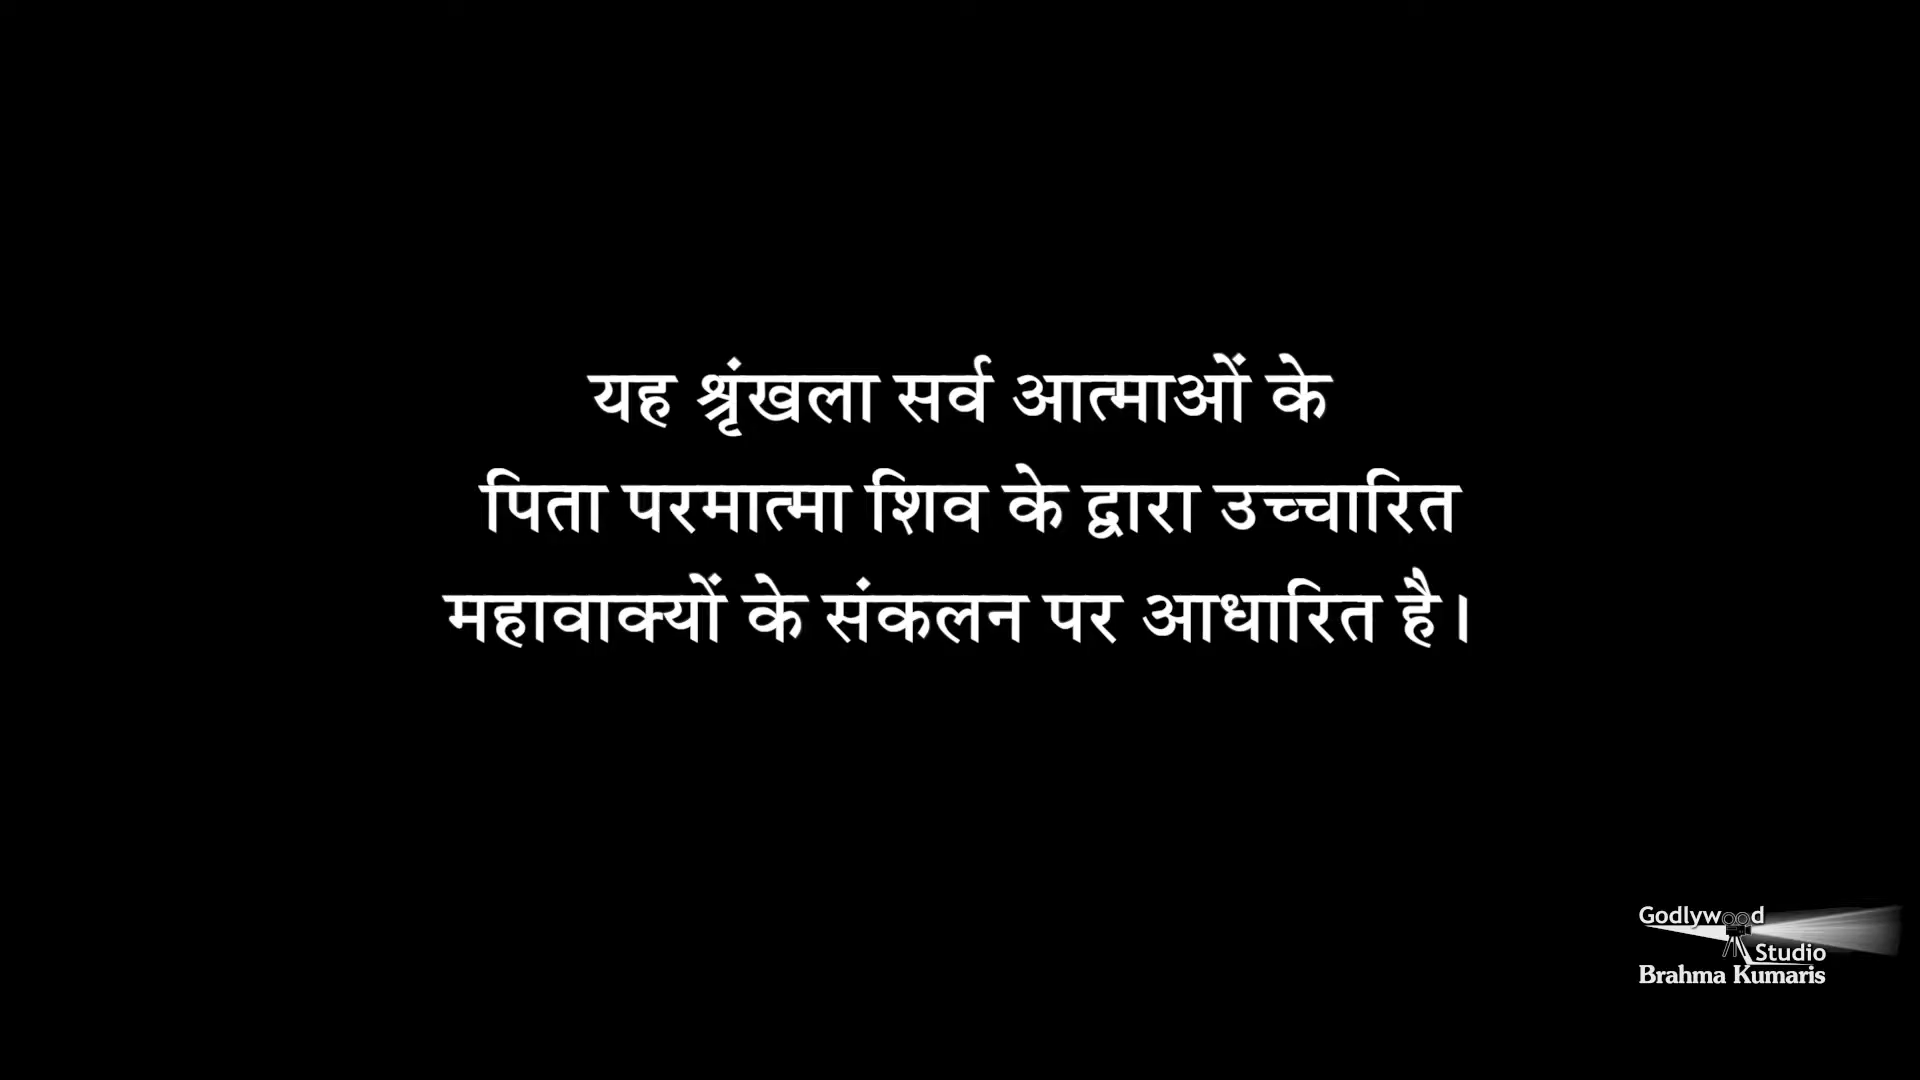 यह श्रृंखला सर्व आत्माओं के
पिता परमात्मा शिव के द्वारा उच्चारित
महावाक्यों के संकलन पर आधारित है।
Godlywood
Studio
Brahma Kumaris